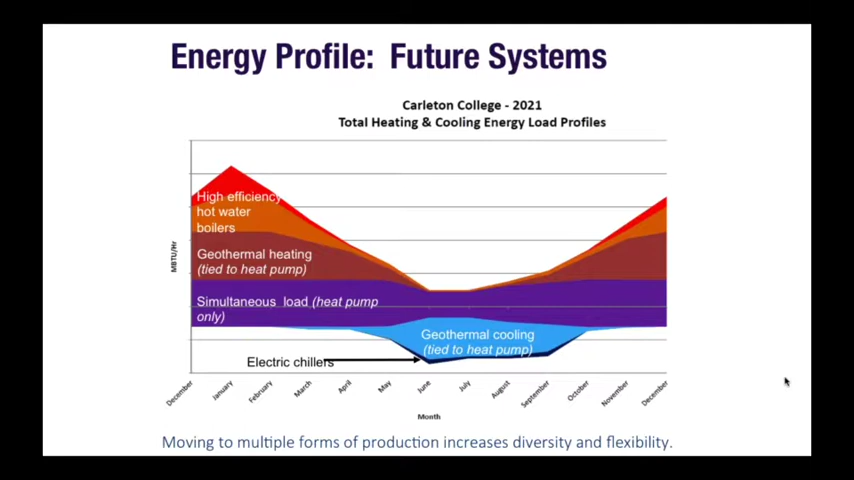 Energy Profile: Future Systems
Carleton College - 2021
Total Heating & Cooling Energy Load Profiles
High efficiency
hot water
boilers
Geothermal heating
(tied to heat pump)
Simultaneous load (heat pump
only)
Geothermal cooling
(tied to heat pump)
Electric chillers
MBTU/Hr
December
January
February
March
April
May
June
July
August
September
October
November
December
Month
Moving to multiple forms of production increases diversity and flexibility.